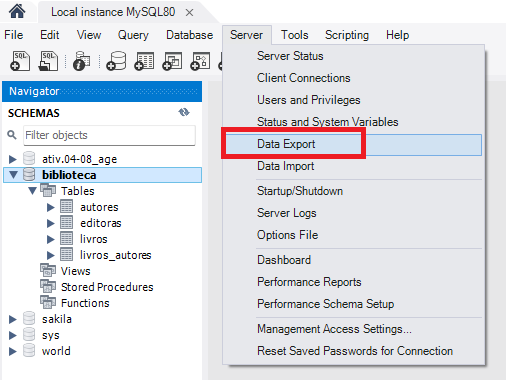 Local instance MySQL80
File Edit View Query Database Server Tools Scripting Help
SQL SQL
Navigator
SCHEMAS
Filter objects
ativ.04-08_age
biblioteca
Tables
autores
editoras
livros
livros_autores
Views
Stored Procedures
Functions
sakila
sys
world
Server Status
Client Connections
Users and Privileges
Status and System Variables
Data Export
Data Import
Startup/Shutdown
Server Logs
Options File
Dashboard
Performance Reports
Performance Schema Setup
Management Access Settings...
Reset Saved Passwords for Connection